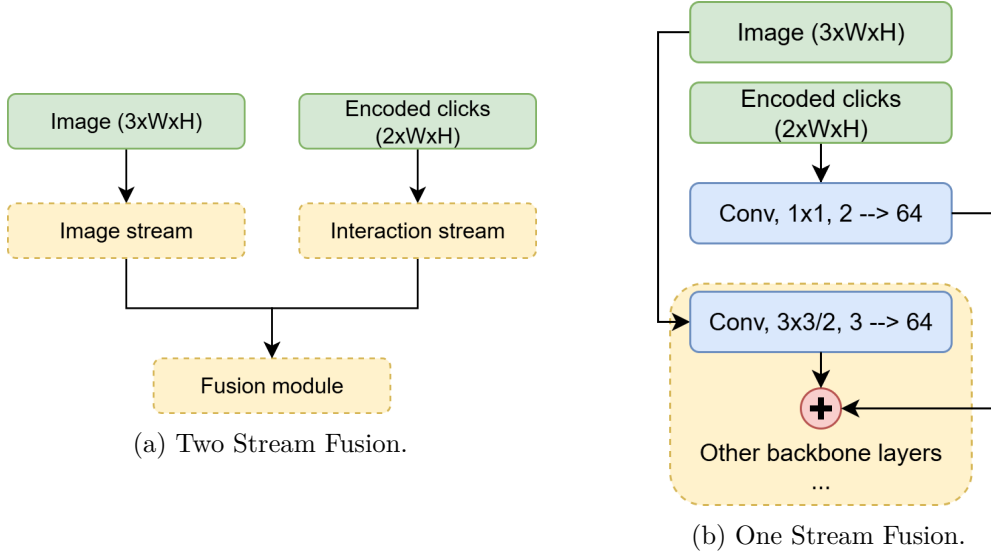 Image (3xWxH)
Encoded clicks
(2xWxH)
Image stream
Interaction stream
Fusion module
(a) Two Stream Fusion.
Image (3xWxH)
Encoded clicks
(2xWxH)
Conv, 1x1, 2 --> 64
Conv, 3x3/2, 3 --> 64
Other backbone layers
...
(b) One Stream Fusion.